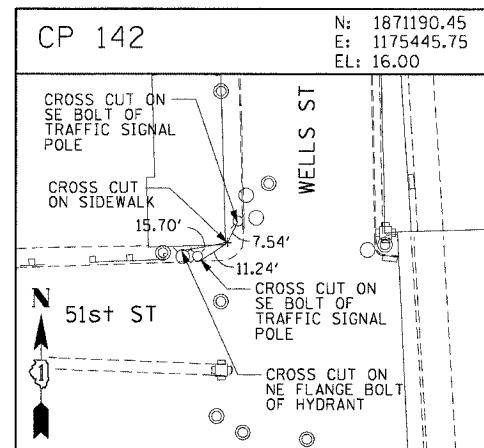 CP 142
N: 1871190.45
E: 1175445.75
EL: 16.00
CROSS CUT ON
SE BOLT OF
TRAFFIC SIGNAL
POLE
WELLS ST
CROSS CUT
ON SIDEWALK
15.70'
7.54'
11.24'
CROSS CUT ON
SE BOLT OF
TRAFFIC SIGNAL
POLE
N
51st ST
1
CROSS CUT ON
NE FLANGE BOLT
OF HYDRANT